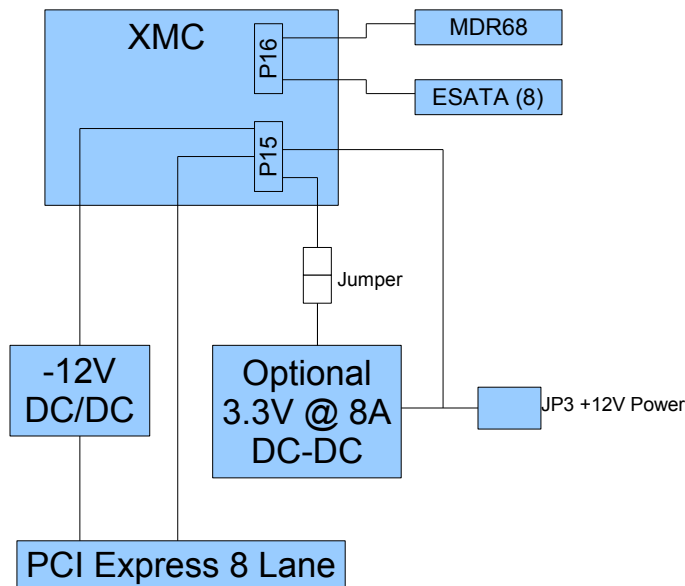 XMC
P16
MDR68
ESATA (8)
P15
Jumper
-12V
DC/DC
Optional
3.3V @ 8A
DC-DC
JP3 +12V Power
PCI Express 8 Lane